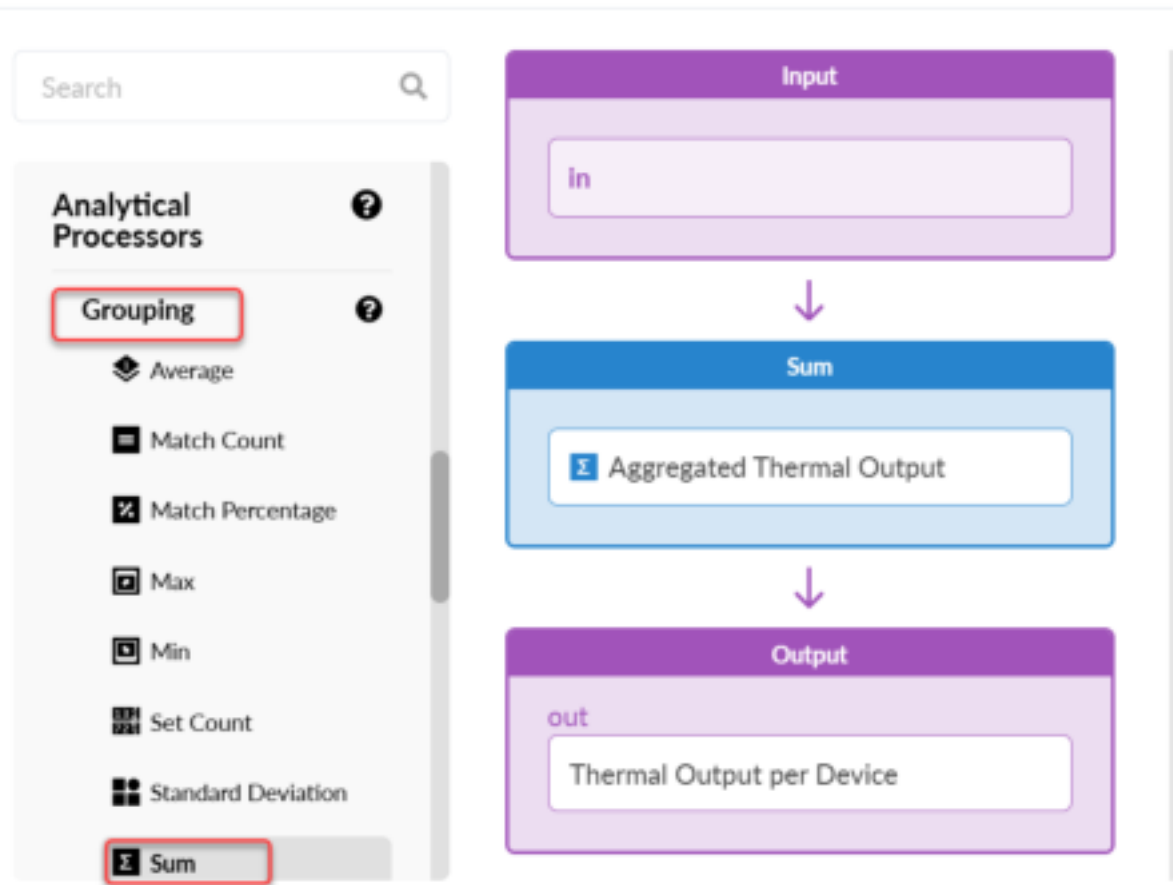 Search
Analytical
Processors
Grouping
Average
Match Count
Match Percentage
Max
Min
Set Count
Standard Deviation
Σ Sum
Input
in
Sum
Σ Aggregated Thermal Output
Output
out
Thermal Output per Device